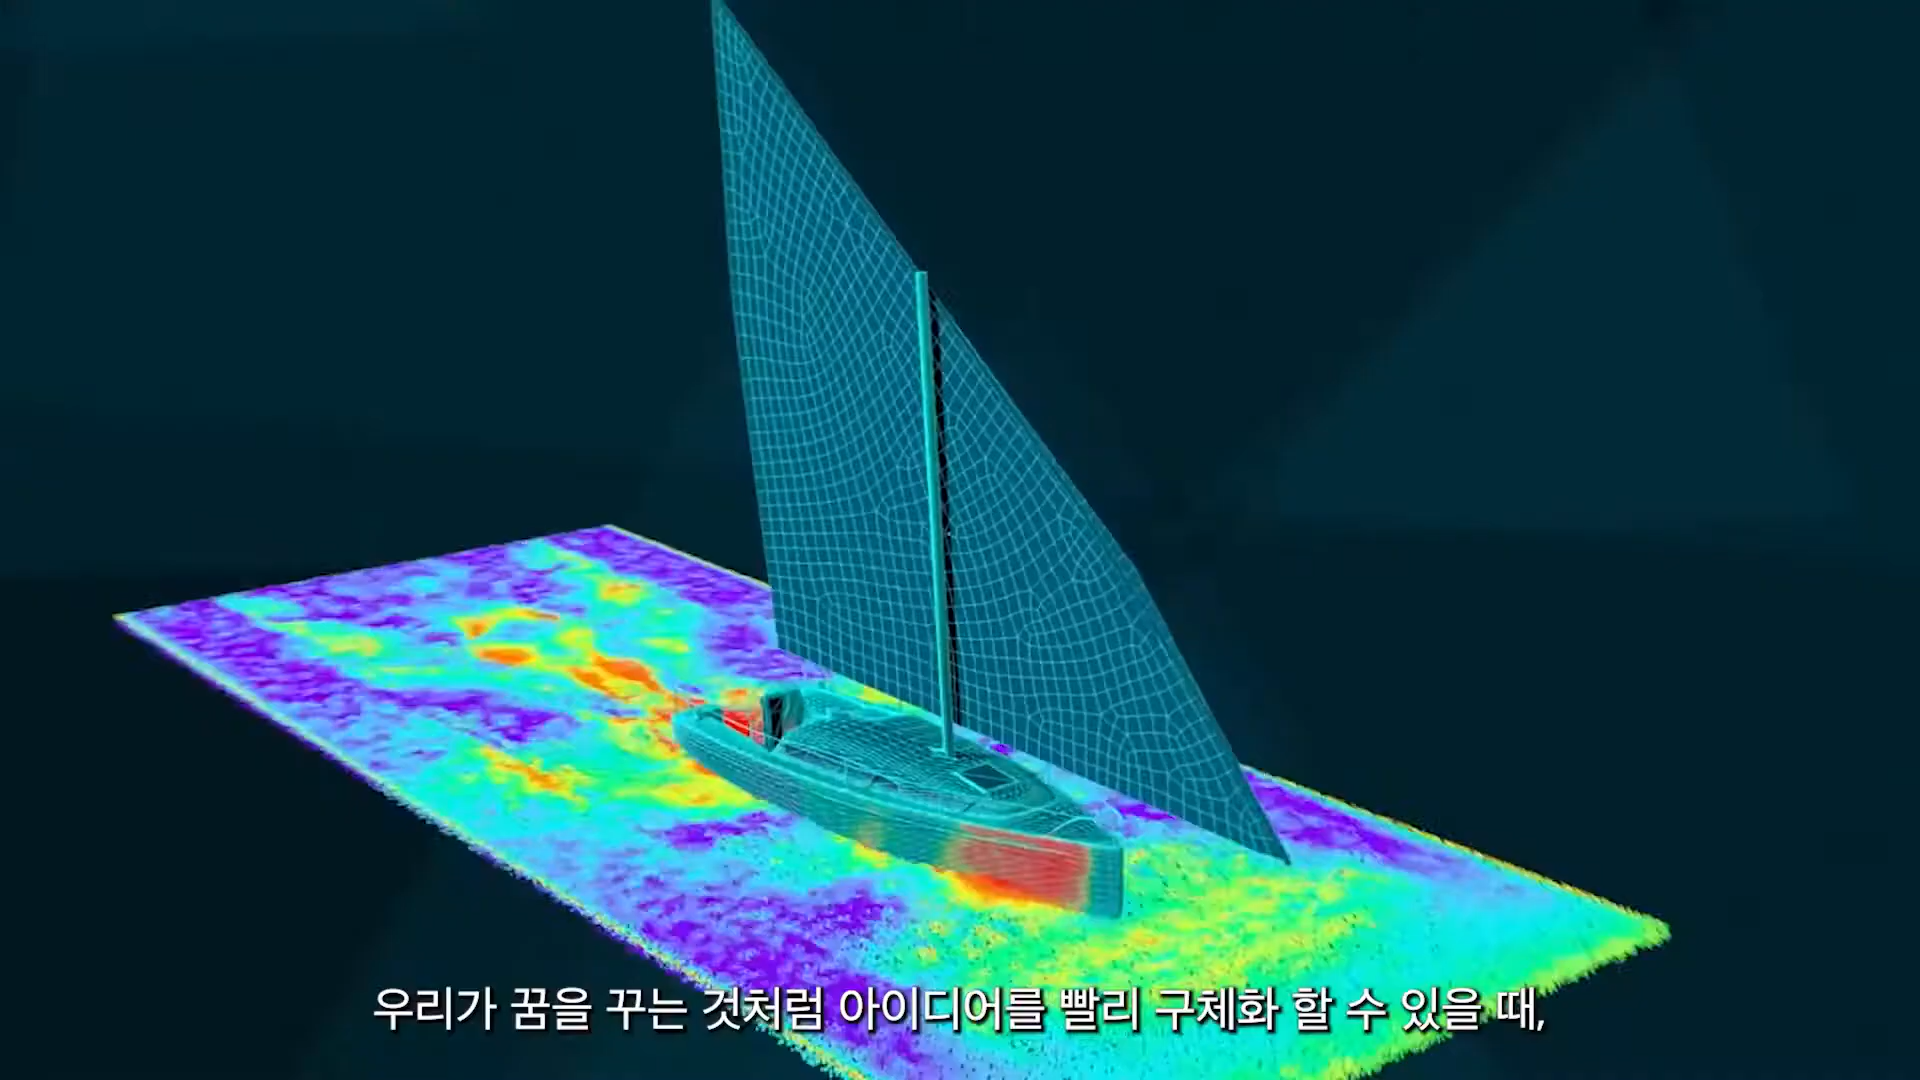 우리가 꿈을 꾸는 것처럼 아이디어를 빨리 구체화 할 수 있을 때,